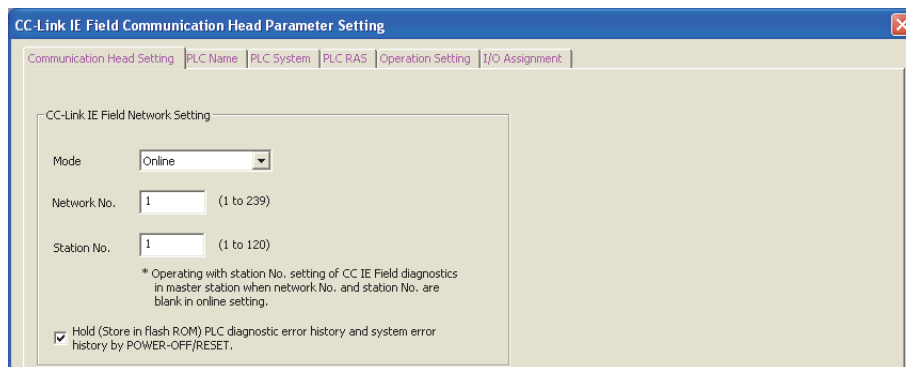 CC-Link IE Field Communication Head Parameter Setting
Communication Head Setting PLC Name PLC System PLC RAS Operation Setting I/O Assignment
CC-Link IE Field Network Setting
Mode Online
Network No. 1 (1 to 239)
Station No. 1 (1 to 120)
* Operating with station No. setting of CC IE Field diagnostics
in master station when network No. and station No. are
blank in online setting.
Hold (Store in flash ROM) PLC diagnostic error history and system error
history by POWER-OFF/RESET.